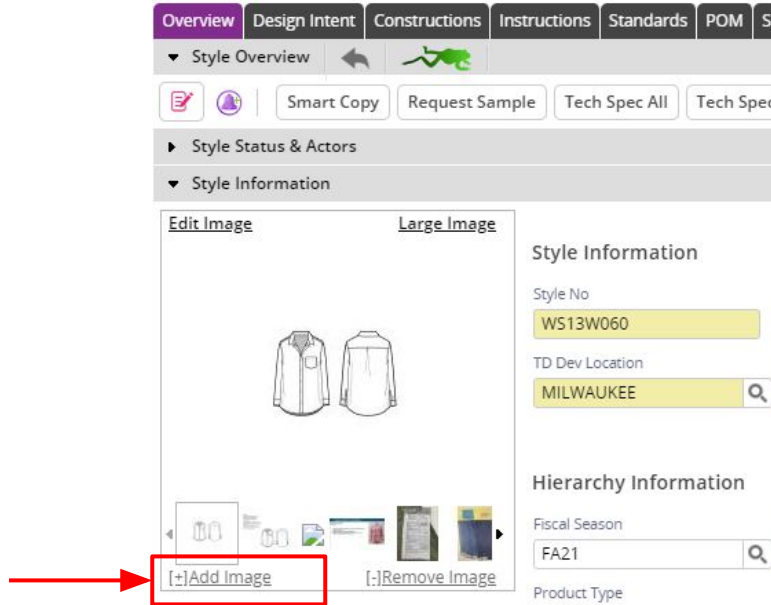 Overview Design Intent Constructions Instructions Standards POM S
Style Overview
Smart Copy Request Sample Tech Spec All Tech Spec
Style Status & Actors
Style Information
Edit Image Large Image
Style Information
Style No
WS13W060
TD Dev Location
MILWAUKEE
Hierarchy Information
Fiscal Season
FA21
[+]Add Image [-]Remove Image
Product Type